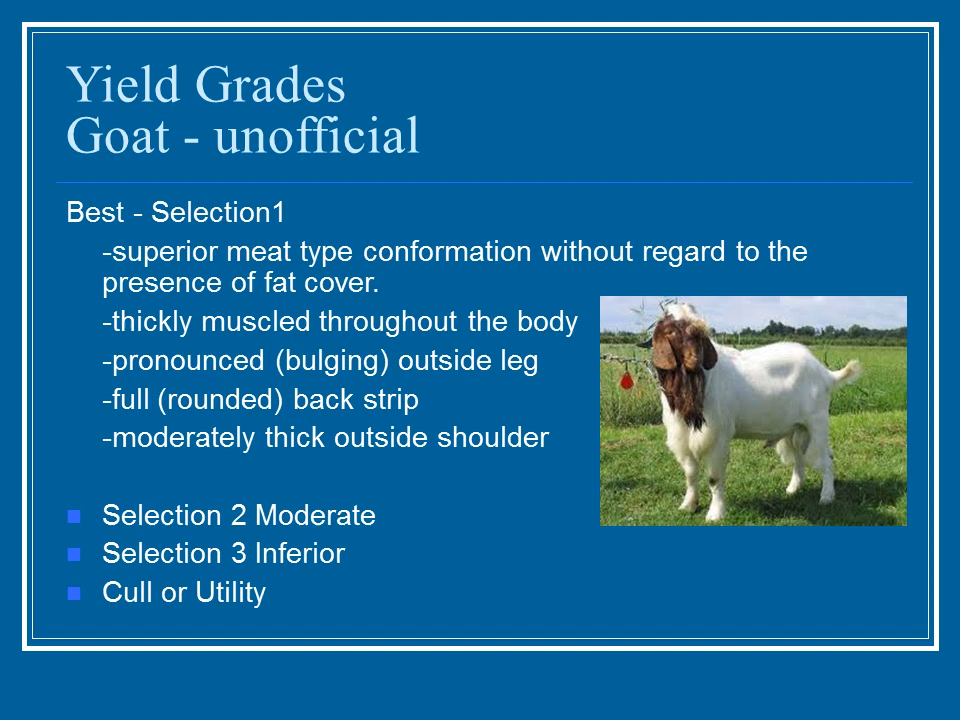 Yield Grades
Goat - unofficial
Best - Selection1
-superior meat type conformation without regard to the
presence of fat cover.
-thickly muscled throughout the body
-pronounced (bulging) outside leg
-full (rounded) back strip
-moderately thick outside shoulder
Selection 2 Moderate
Selection 3 Inferior
Cull or Utility